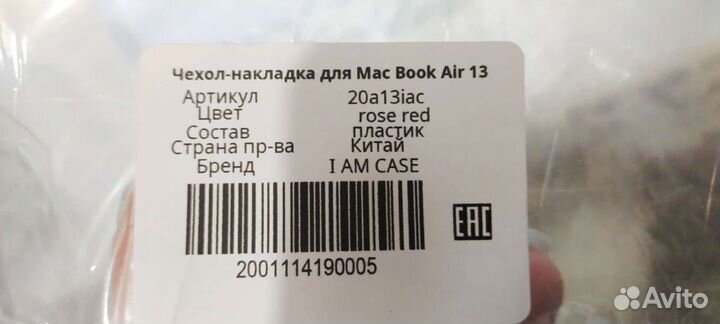 Чехол-накладка для Mac Book Air 13
Артикул 20a13iac
Цвет rose red
Состав пластик
Страна пр-ва Китай
Бренд I AM CASE
EAC
2001114190005
Avito